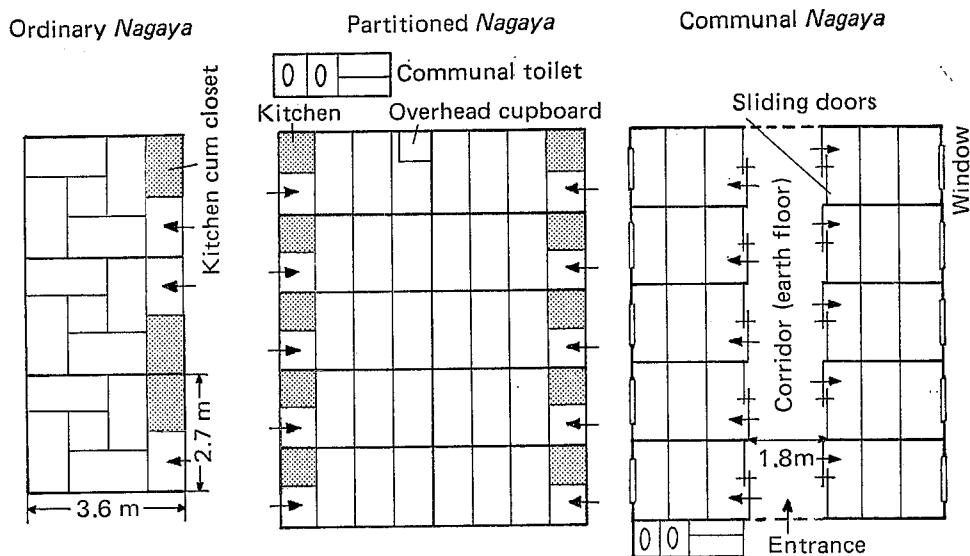 Ordinary Nagaya
Kitchen cum closet
2.7 m
3.6 m
Partitioned Nagaya
Communal toilet
Kitchen
Overhead cupboard
Communal Nagaya
Sliding doors
Window
Corridor (earth floor)
1.8m
Entrance